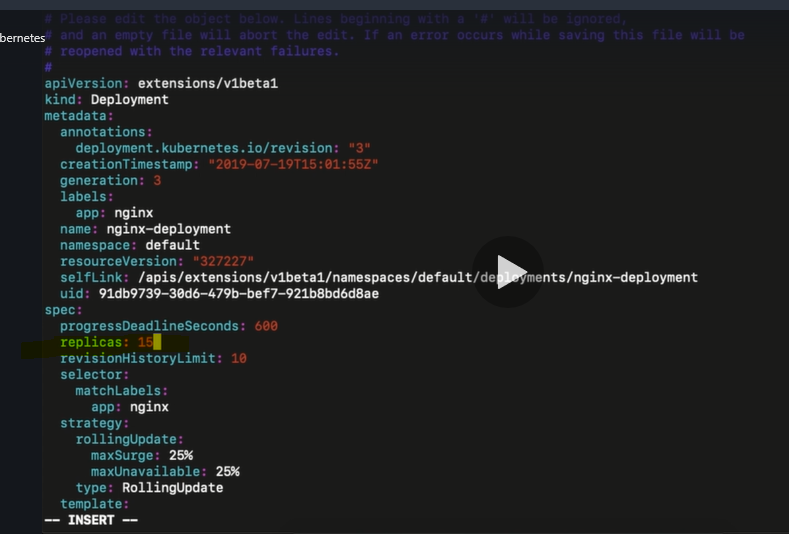 # Please edit the object below. Lines beginning with a '#' will be ignored,
# and an empty file will abort the edit. If an error occurs while saving this file will be
bernetes
# reopened with the relevant failures.
#
apiVersion: extensions/v1beta1
kind: Deployment
metadata:
  annotations:
    deployment.kubernetes.io/revision: "3"
  creationTimestamp: "2019-07-19T15:01:55Z"
  generation: 3
  labels:
    app: nginx
  name: nginx-deployment
  namespace: default
  resourceVersion: "327227"
  selfLink: /apis/extensions/v1beta1/namespaces/default/deployments/nginx-deployment
  uid: 91db9739-30d6-479b-bef7-921b8bd6d8ae
spec:
  progressDeadlineSeconds: 600
  replicas: 15
  revisionHistoryLimit: 10
  selector:
    matchLabels:
      app: nginx
  strategy:
    rollingUpdate:
      maxSurge: 25%
      maxUnavailable: 25%
    type: RollingUpdate
  template:
-- INSERT --